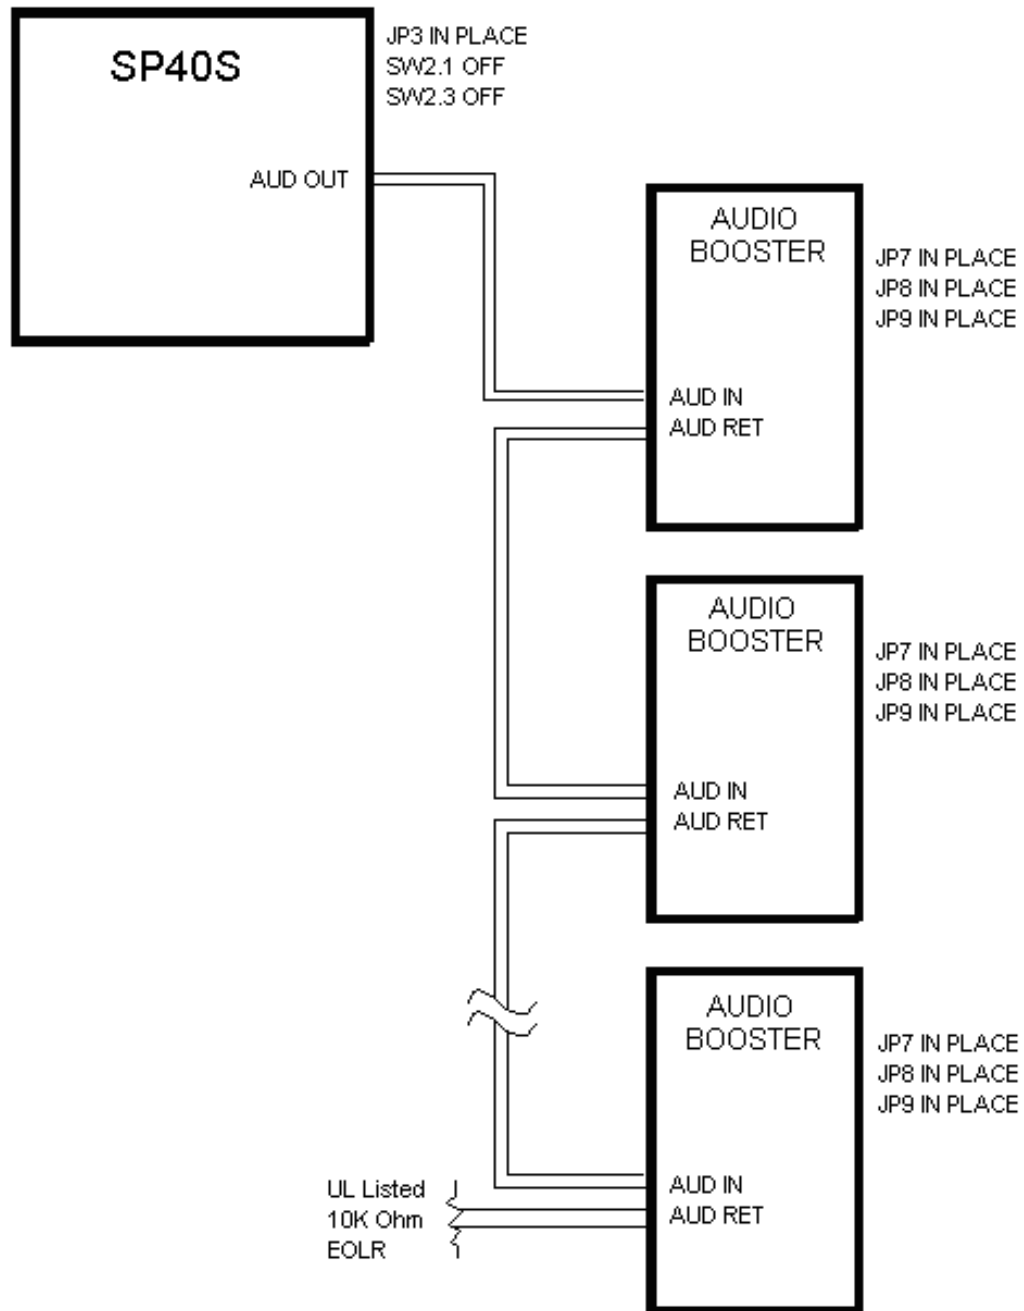 SP40S
JP3 IN PLACE
SW2.1 OFF
SW2.3 OFF
AUD OUT
AUDIO
BOOSTER
JP7 IN PLACE
JP8 IN PLACE
JP9 IN PLACE
AUD IN
AUD RET
AUDIO
BOOSTER
JP7 IN PLACE
JP8 IN PLACE
JP9 IN PLACE
AUD IN
AUD RET
AUDIO
BOOSTER
JP7 IN PLACE
JP8 IN PLACE
JP9 IN PLACE
AUD IN
AUD RET
UL Listed
10K Ohm
EOLR